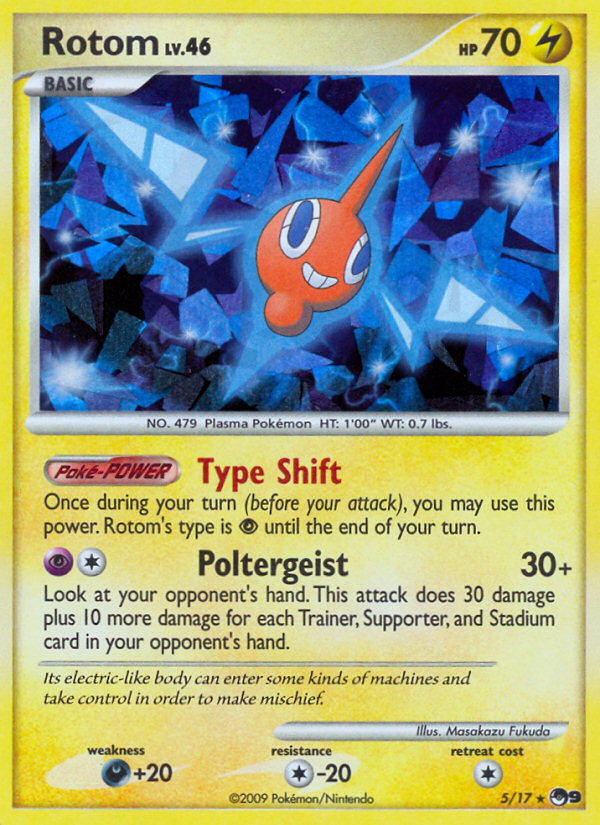 Rotom LV.46 HP 70
BASIC
NO. 479 Plasma Pokémon HT: 1'00" WT: 0.7 lbs.
Poké-POWER Type Shift
Once during your turn (before your attack), you may use this
power. Rotom's type is until the end of your turn.
Poltergeist 30+
Look at your opponent's hand. This attack does 30 damage
plus 10 more damage for each Trainer, Supporter, and Stadium
card in your opponent's hand.
Its electric-like body can enter some kinds of machines and
take control in order to make mischief.
Illus. Masakazu Fukuda
weakness resistance retreat cost
+20 -20
©2009 Pokémon/Nintendo 5/17 ★ 9